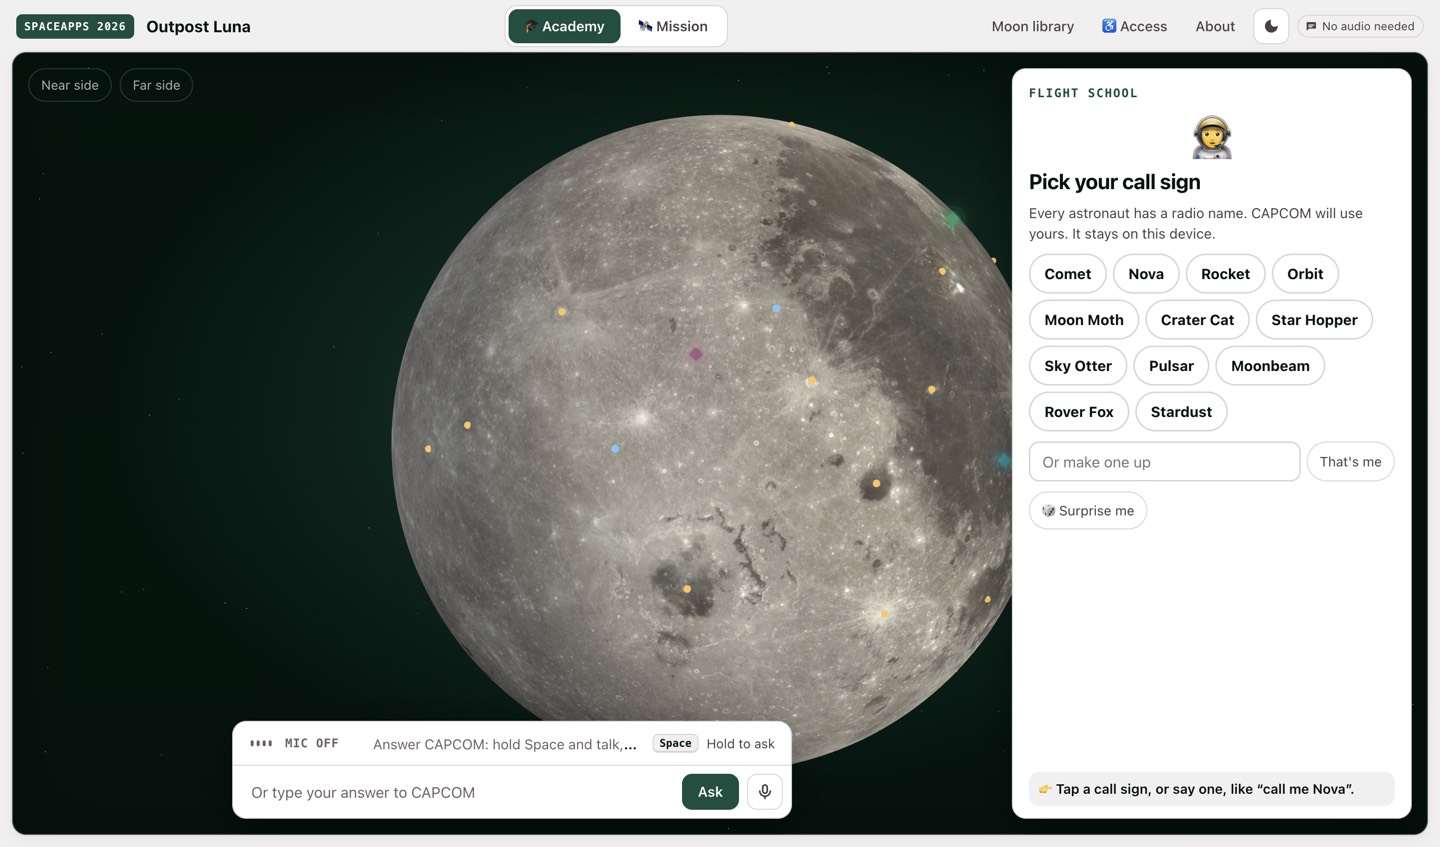 SPACEAPPS 2026 Outpost Luna 🎓 Academy 🛰️ Mission Moon library ♿ Access About No audio needed
Near side Far side
FLIGHT SCHOOL
Pick your call sign
Every astronaut has a radio name. CAPCOM will use
yours. It stays on this device.
Comet Nova Rocket Orbit
Moon Moth Crater Cat Star Hopper
Sky Otter Pulsar Moonbeam
Rover Fox Stardust
Or make one up That's me
🎲 Surprise me
👉 Tap a call sign, or say one, like “call me Nova”.
MIC OFF Answer CAPCOM: hold Space and talk,... Space Hold to ask
Or type your answer to CAPCOM Ask